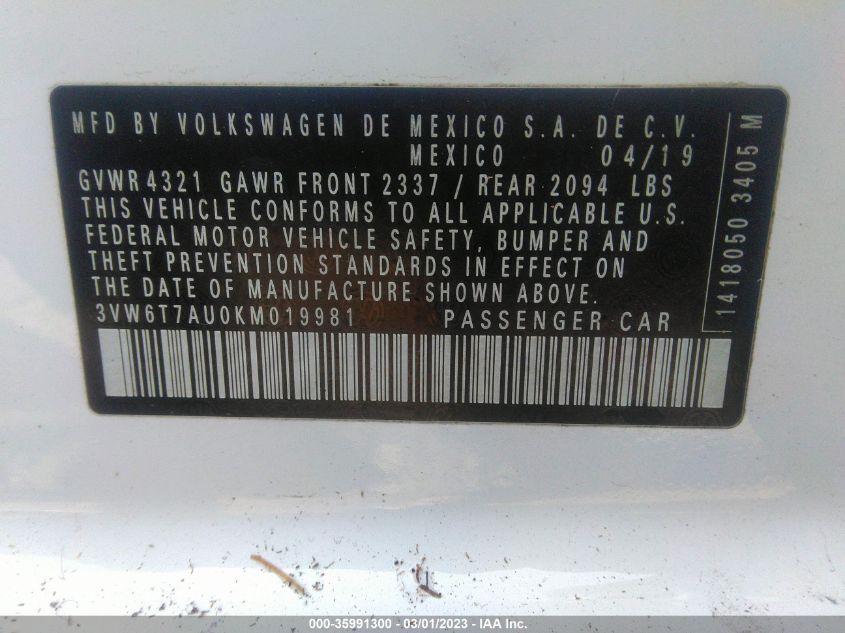 MFD BY VOLKSWAGEN DE MEXICO S.A. DE C.V.
MEXICO 04/19
GVWR 4321 GAWR FRONT 2337 / REAR 2094 LBS
THIS VEHICLE CONFORMS TO ALL APPLICABLE U.S.
FEDERAL MOTOR VEHICLE SAFETY, BUMPER AND
THEFT PREVENTION STANDARDS IN EFFECT ON
THE DATE OF MANUFACTURE SHOWN ABOVE.
3VW6T7AU0KM019981 PASSENGER CAR
1418050 3405 M
000-35991300 - 03/01/2023 - IAA Inc.